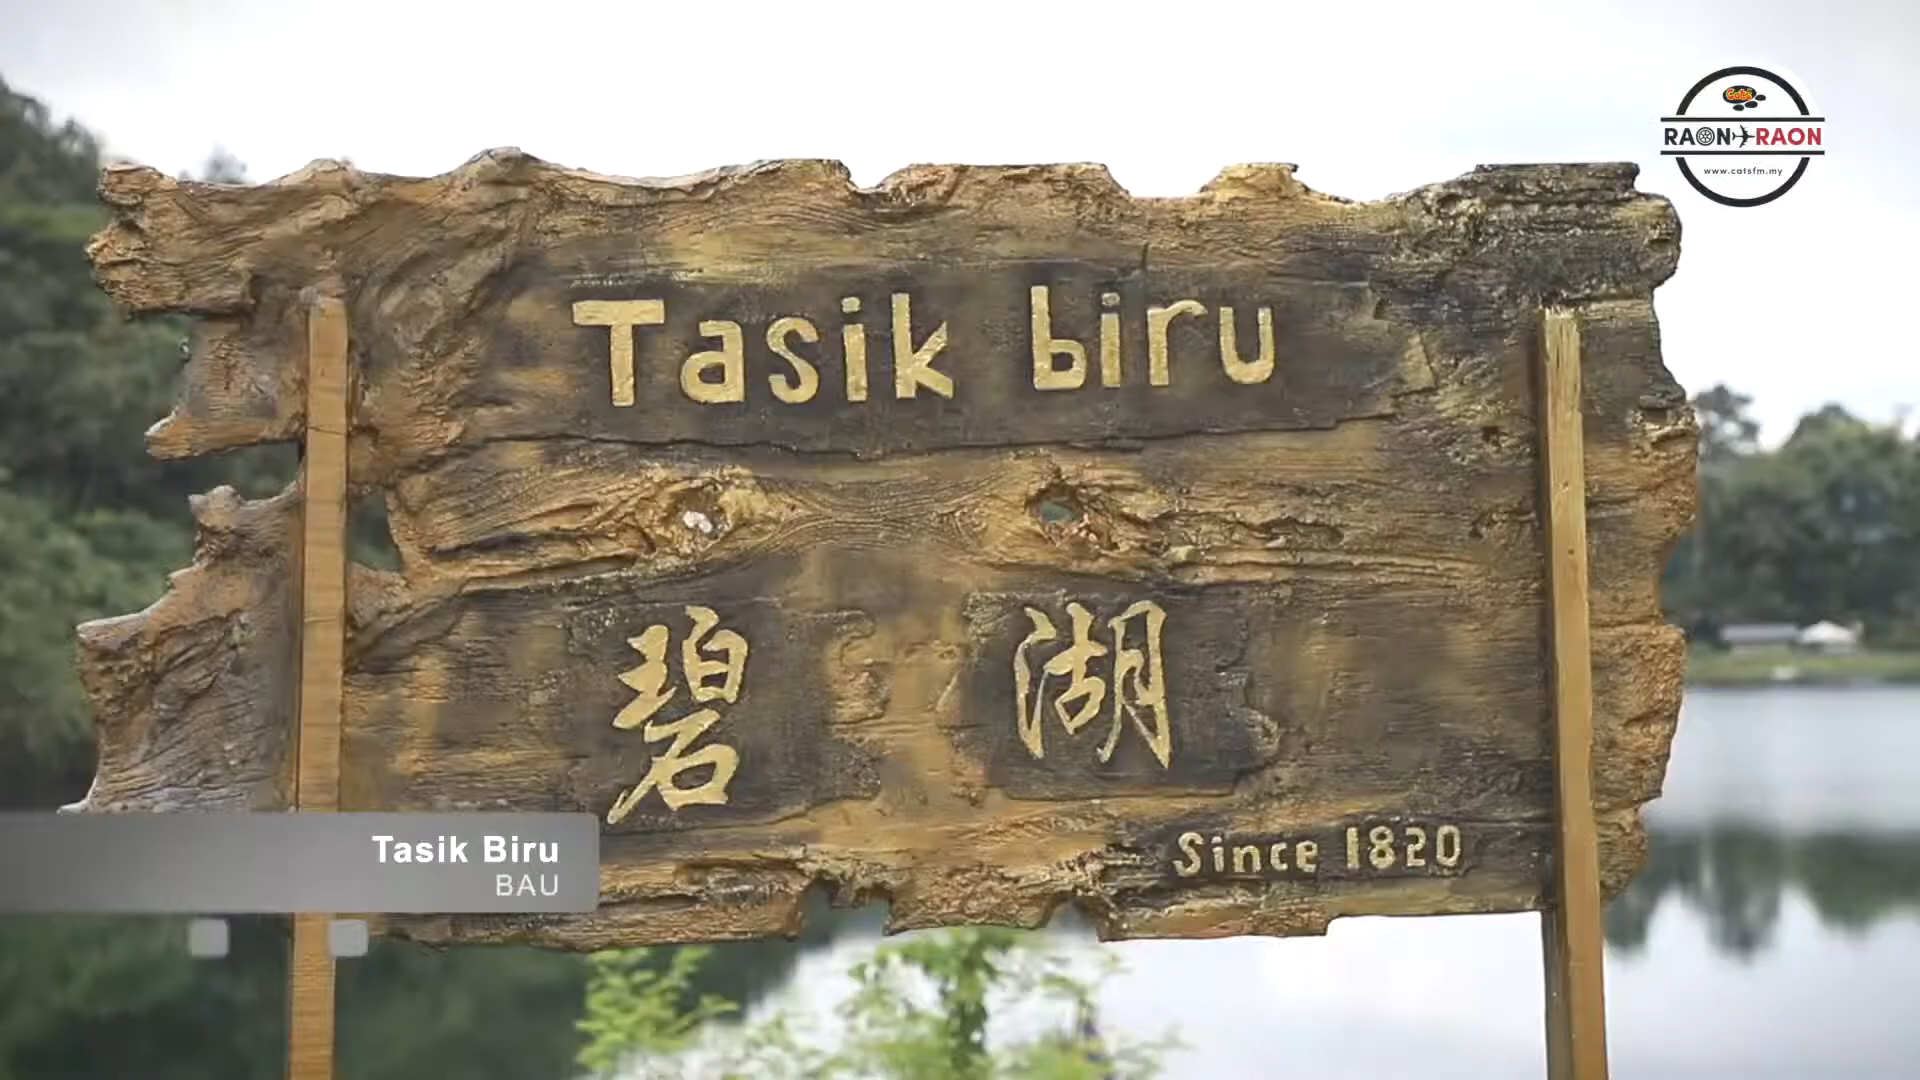 Cats
RAON RAON
www.catsfm.my
Tasik biru
碧湖
Since 1820
Tasik Biru
BAU